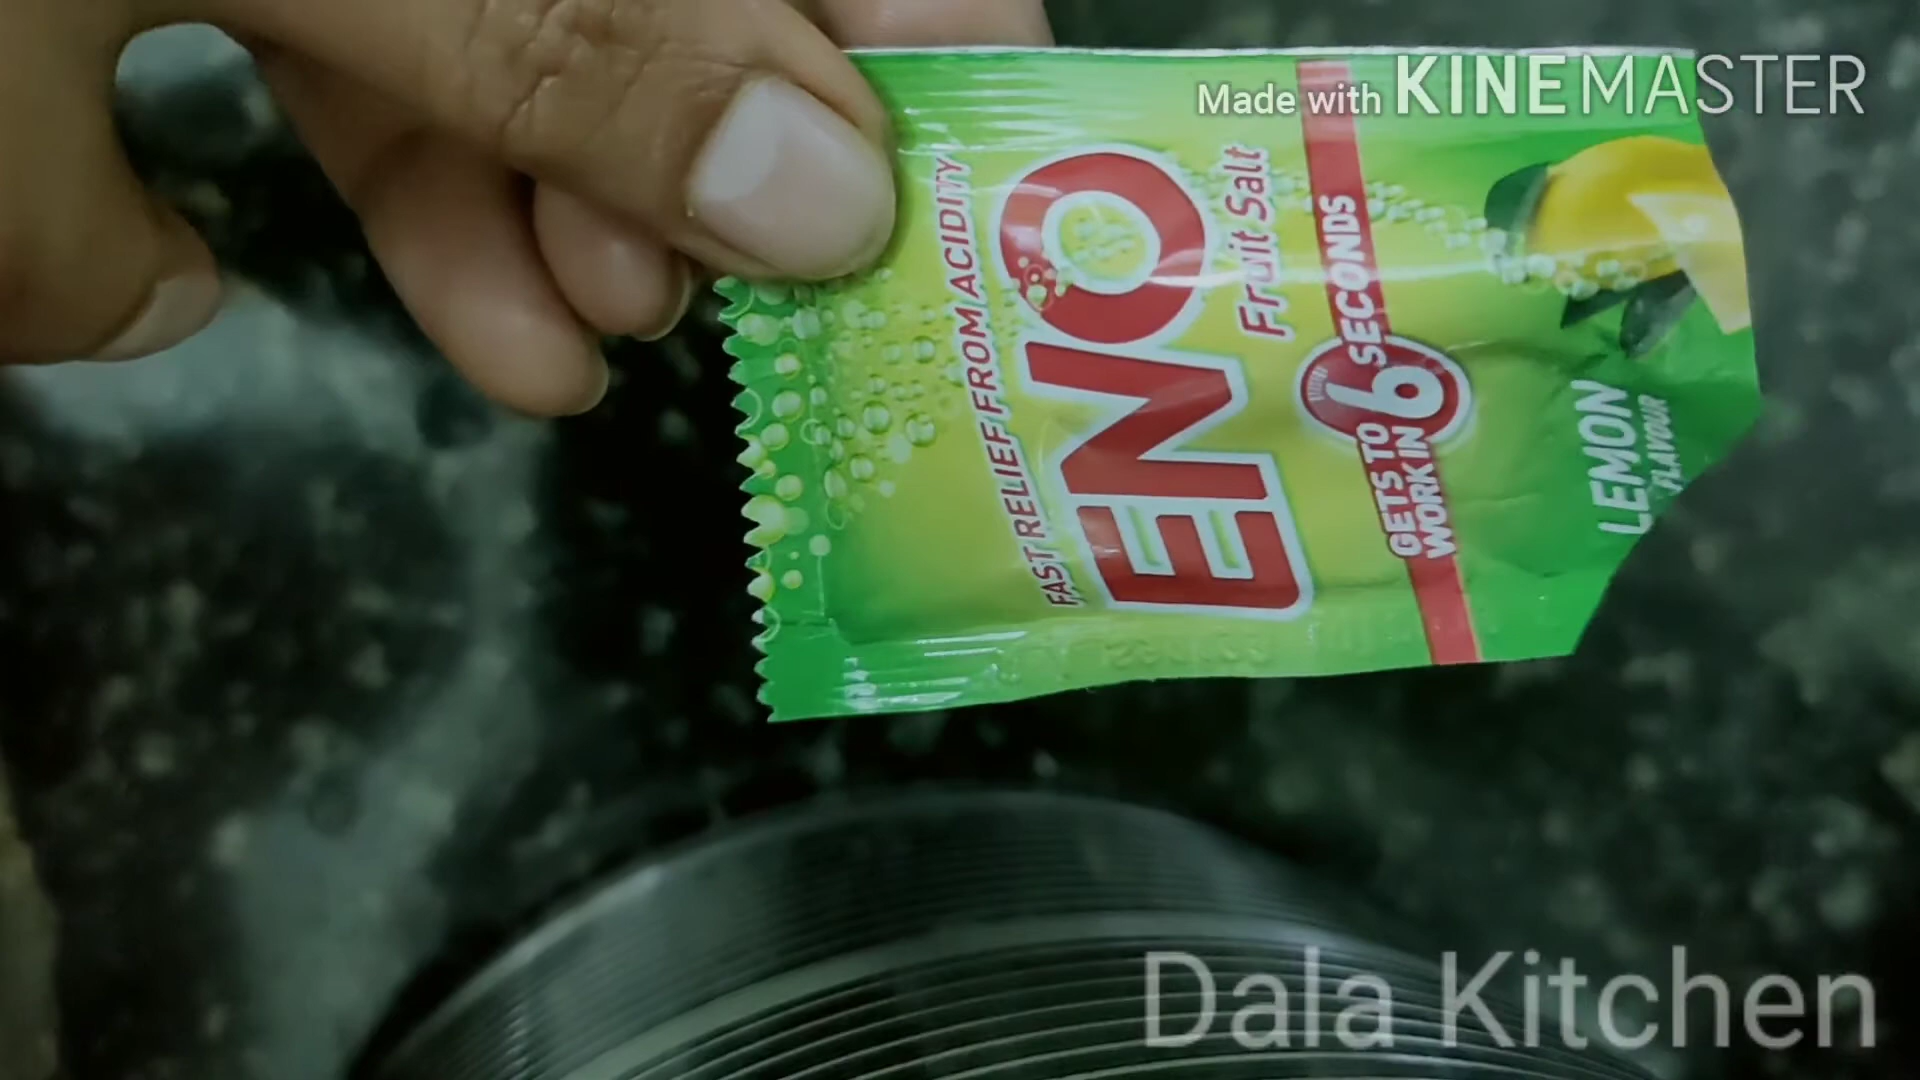 Made with KINEMASTER
FAST RELIEF FROM ACIDITY
ENO
Fruit Salt
GETS TO
WORK IN 6 SECONDS
LEMON
FLAVOUR
Dala Kitchen